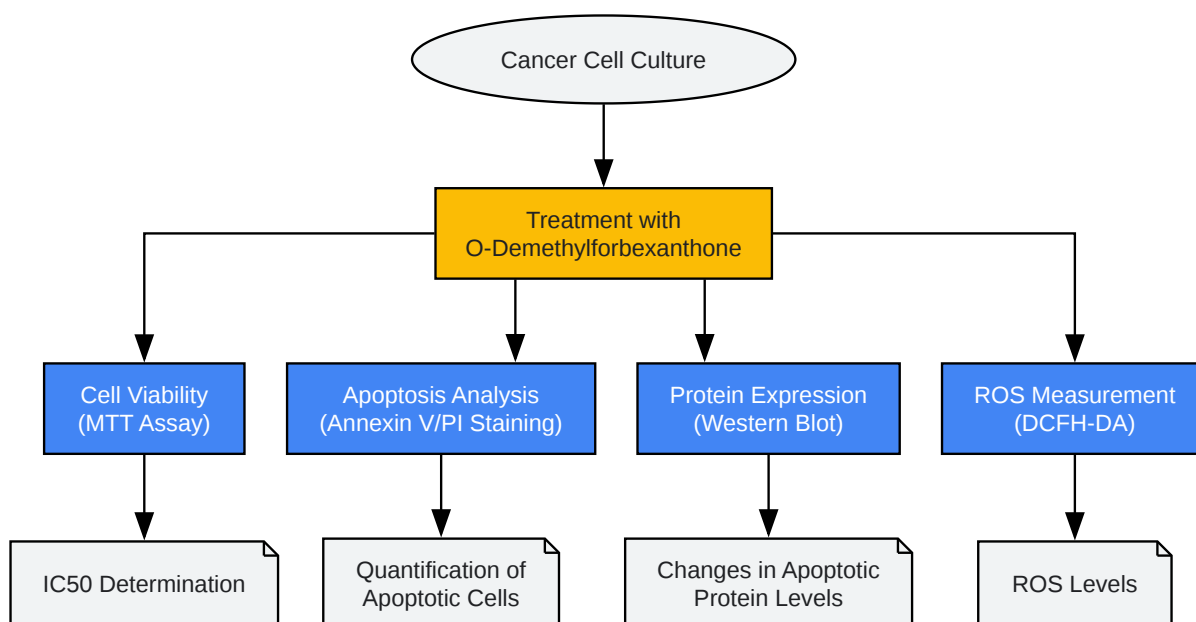 Cancer Cell Culture
Treatment with
O-Demethylforbexanthone
Cell Viability
(MTT Assay)
Apoptosis Analysis
(Annexin V/PI Staining)
Protein Expression
(Western Blot)
ROS Measurement
(DCFH-DA)
IC50 Determination
Quantification of
Apoptotic Cells
Changes in Apoptotic
Protein Levels
ROS Levels